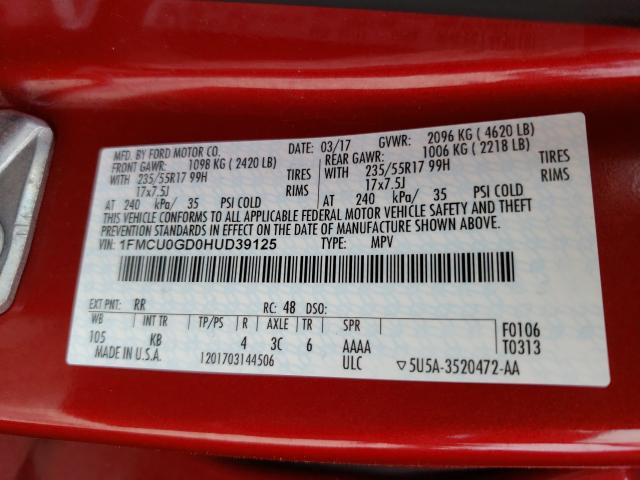 MFD. BY FORD MOTOR CO. 03/17 GVWR: 2096 KG ( 4620 LB)
FRONT GAWR: 1098 KG ( 2420 LB) REAR GAWR: 1006 KG ( 2218 LB)
WITH 235/55R17 99H TIRES WITH 235/55R17 99H TIRES
17x7.5J RIMS 17x7.5J RIMS
AT 240 kPa/ 35 PSI COLD AT 240 kPa/ 35 PSI COLD
THIS VEHICLE CONFORMS TO ALL APPLICABLE FEDERAL MOTOR VEHICLE SAFETY AND THEFT
PREVENTION STANDARDS IN EFFECT ON THE DATE OF MANUFACTURE SHOWN ABOVE.
VIN: 1FMCU0GD0HUD39125 TYPE: MPV
EXT PNT: RR RC: 48 DSO:
WB INT TR TP/PS R AXLE TR SPR F0106
105 KB 4 3C 6 AAAA T0313
MADE IN U.S.A. 1201703144506 ULC ▽5U5A-3520472-AA